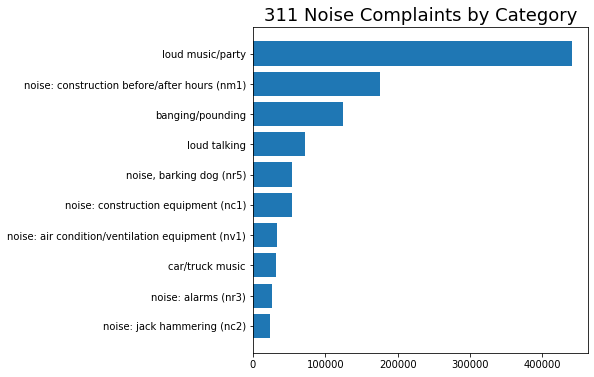 311 Noise Complaints by Category
loud music/party
noise: construction before/after hours (nm1)
banging/pounding
loud talking
noise, barking dog (nr5)
noise: construction equipment (nc1)
noise: air condition/ventilation equipment (nv1)
car/truck music
noise: alarms (nr3)
noise: jack hammering (nc2)
0 100000 200000 300000 400000